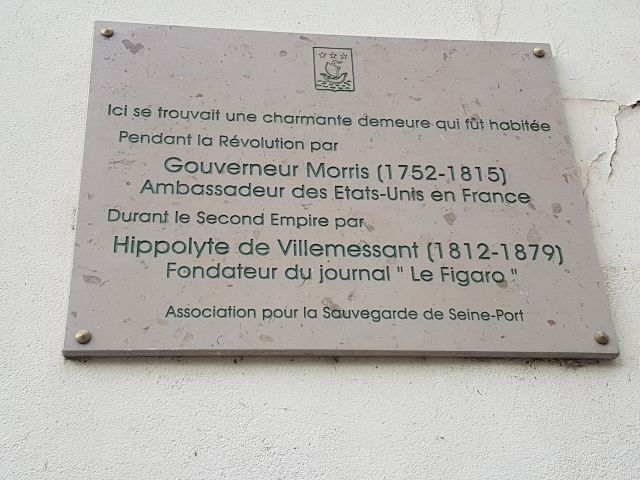 Ici se trouvait une charmante demeure qui fût habitée
Pendant la Révolution par
Gouverneur Morris (1752-1815)
Ambassadeur des Etats-Unis en France
Durant le Second Empire par
Hippolyte de Villemessant (1812-1879)
Fondateur du journal " Le Figaro "
Association pour la Sauvegarde de Seine-Port